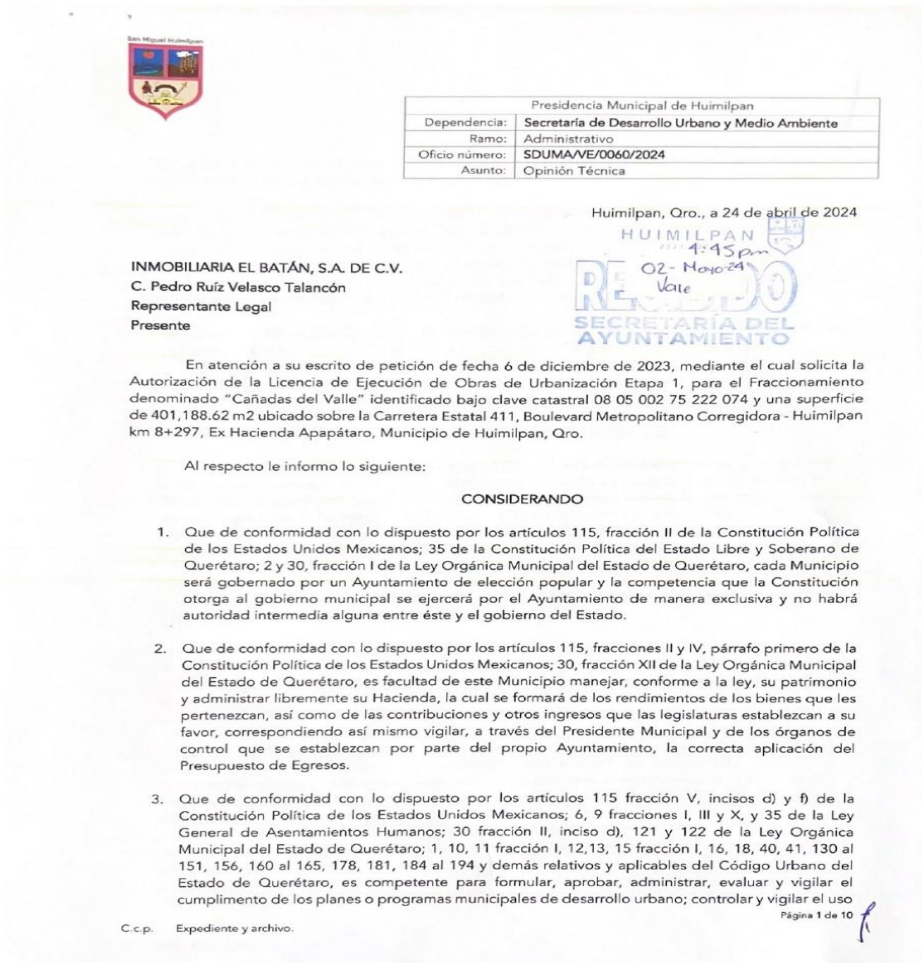 San Miguel Huimilpan
Presidencia Municipal de Huimilpan
Dependencia: Secretaría de Desarrollo Urbano y Medio Ambiente
Ramo: Administrativo
Oficio número: SDUMA/VE/0060/2024
Asunto: Opinión Técnica
Huimilpan, Qro., a 24 de abril de 2024
HUIMILPAN
4:45pm
02-Mayo24
Vale
RECIBIDO
SECRETARÍA DEL
AYUNTAMIENTO
INMOBILIARIA EL BATÁN, S.A. DE C.V.
C. Pedro Ruíz Velasco Talancón
Representante Legal
Presente
En atención a su escrito de petición de fecha 6 de diciembre de 2023, mediante el cual solicita la
Autorización de la Licencia de Ejecución de Obras de Urbanización Etapa 1, para el Fraccionamiento
denominado “Cañadas del Valle” identificado bajo clave catastral 08 05 002 75 222 074 y una superficie
de 401,188.62 m2 ubicado sobre la Carretera Estatal 411, Boulevard Metropolitano Corregidora - Huimilpan
km 8+297, Ex Hacienda Apapátaro, Municipio de Huimilpan, Qro.
Al respecto le informo lo siguiente:
CONSIDERANDO
1. Que de conformidad con lo dispuesto por los artículos 115, fracción II de la Constitución Política
de los Estados Unidos Mexicanos; 35 de la Constitución Política del Estado Libre y Soberano de
Querétaro; 2 y 30, fracción I de la Ley Orgánica Municipal del Estado de Querétaro, cada Municipio
será gobernado por un Ayuntamiento de elección popular y la competencia que la Constitución
otorga al gobierno municipal se ejercerá por el Ayuntamiento de manera exclusiva y no habrá
autoridad intermedia alguna entre éste y el gobierno del Estado.
2. Que de conformidad con lo dispuesto por los artículos 115, fracciones II y IV, párrafo primero de la
Constitución Política de los Estados Unidos Mexicanos; 30, fracción XII de la Ley Orgánica Municipal
del Estado de Querétaro, es facultad de este Municipio manejar, conforme a la ley, su patrimonio
y administrar libremente su Hacienda, la cual se formará de los rendimientos de los bienes que les
pertenezcan, así como de las contribuciones y otros ingresos que las legislaturas establezcan a su
favor, correspondiendo así mismo vigilar, a través del Presidente Municipal y de los órganos de
control que se establezcan por parte del propio Ayuntamiento, la correcta aplicación del
Presupuesto de Egresos.
3. Que de conformidad con lo dispuesto por los artículos 115 fracción V, incisos d) y f) de la
Constitución Política de los Estados Unidos Mexicanos; 6, 9 fracciones I, III y X, y 35 de la Ley
General de Asentamientos Humanos; 30 fracción II, inciso d), 121 y 122 de la Ley Orgánica
Municipal del Estado de Querétaro; 1, 10, 11 fracción I, 12,13, 15 fracción I, 16, 18, 40, 41, 130 al
151, 156, 160 al 165, 178, 181, 184 al 194 y demás relativos y aplicables del Código Urbano del
Estado de Querétaro, es competente para formular, aprobar, administrar, evaluar y vigilar el
cumplimento de los planes o programas municipales de desarrollo urbano; controlar y vigilar el uso
Página 1 de 10
C.c.p. Expediente y archivo.